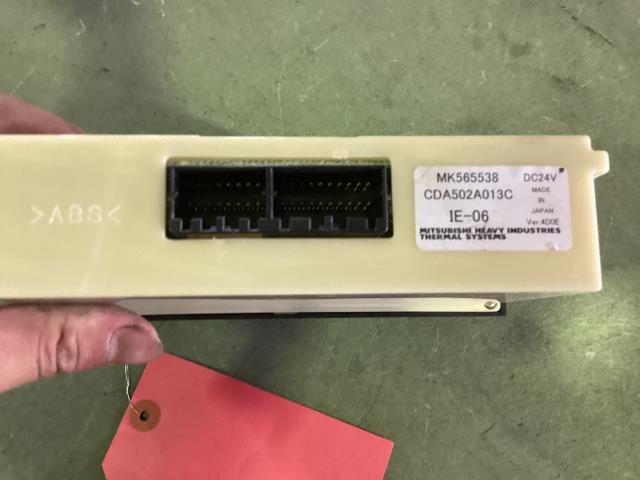 >ABS<
MK565538 DC24V
CDA502A013C MADE
IN
IE-06 JAPAN
Ver.4D0E
MITSUBISHI HEAVY INDUSTRIES
THERMAL SYSTEMS